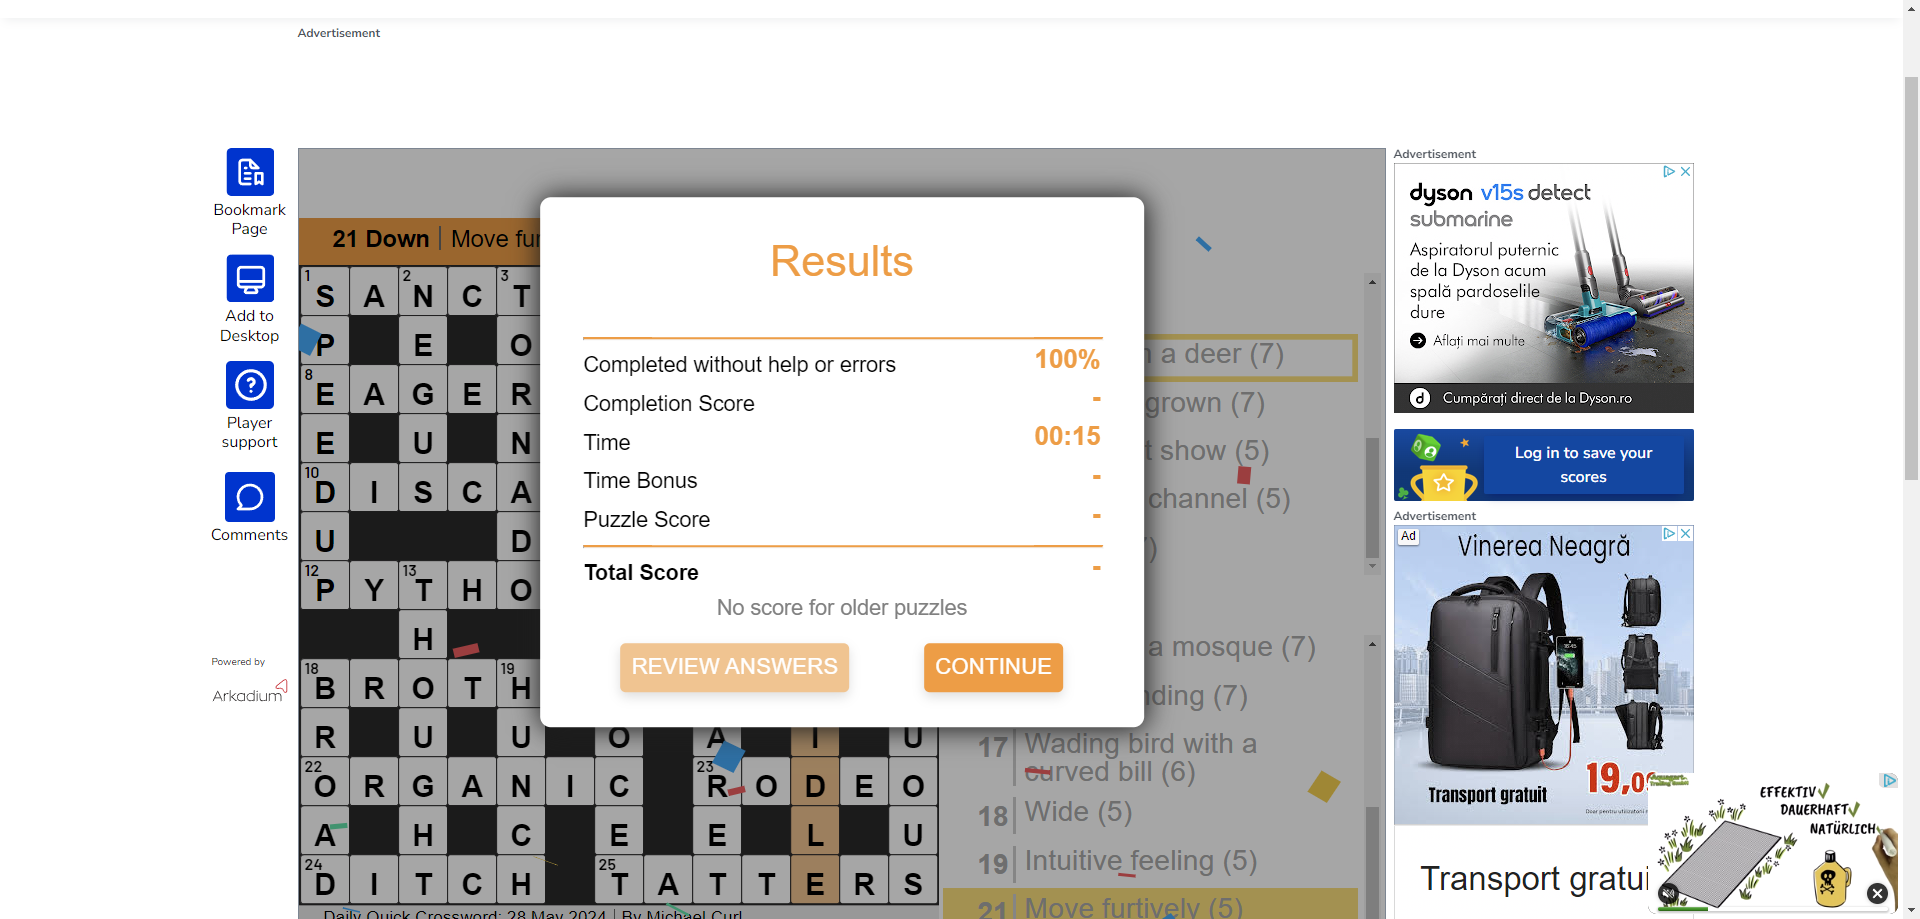 Advertisement
Bookmark
Page
Add to
Desktop
Player
support
Comments
Powered by
Arkadium
21 Down | Move fur
1 2 3
S A N C T
P E O
8
E A G E R
E U N
10
D I S C A
U D
12 13
P Y T H O
H
18 19
B R O T H
R U U O A I U
22 23
O R G A N I C R O D E O
A H C E E L U
24 25
D I T C H T A T T E R S
Daily Quick Crossword: 28 May 2024 | By Michael Curl
Results
Completed without help or errors 100%
Completion Score -
Time 00:15
Time Bonus -
Puzzle Score -
Total Score -
No score for older puzzles
REVIEW ANSWERS
CONTINUE
a deer (7)
grown (7)
t show (5)
channel (5)
)
a mosque (7)
nding (7)
17 Wading bird with a
curved bill (6)
18 Wide (5)
19 Intuitive feeling (5)
21 Move furtively (5)
Advertisement
dyson v15s detect
submarine
Aspiratorul puternic
de la Dyson acum
spală pardoselile
dure
Aflați mai multe
Cumpărați direct de la Dyson.ro
Log in to save your
scores
Advertisement
Ad
Vinerea Neagră
19,0
Transport gratuit
Transport gratui
EFFEKTIV
DAUERHAFT
NATÜRLICH